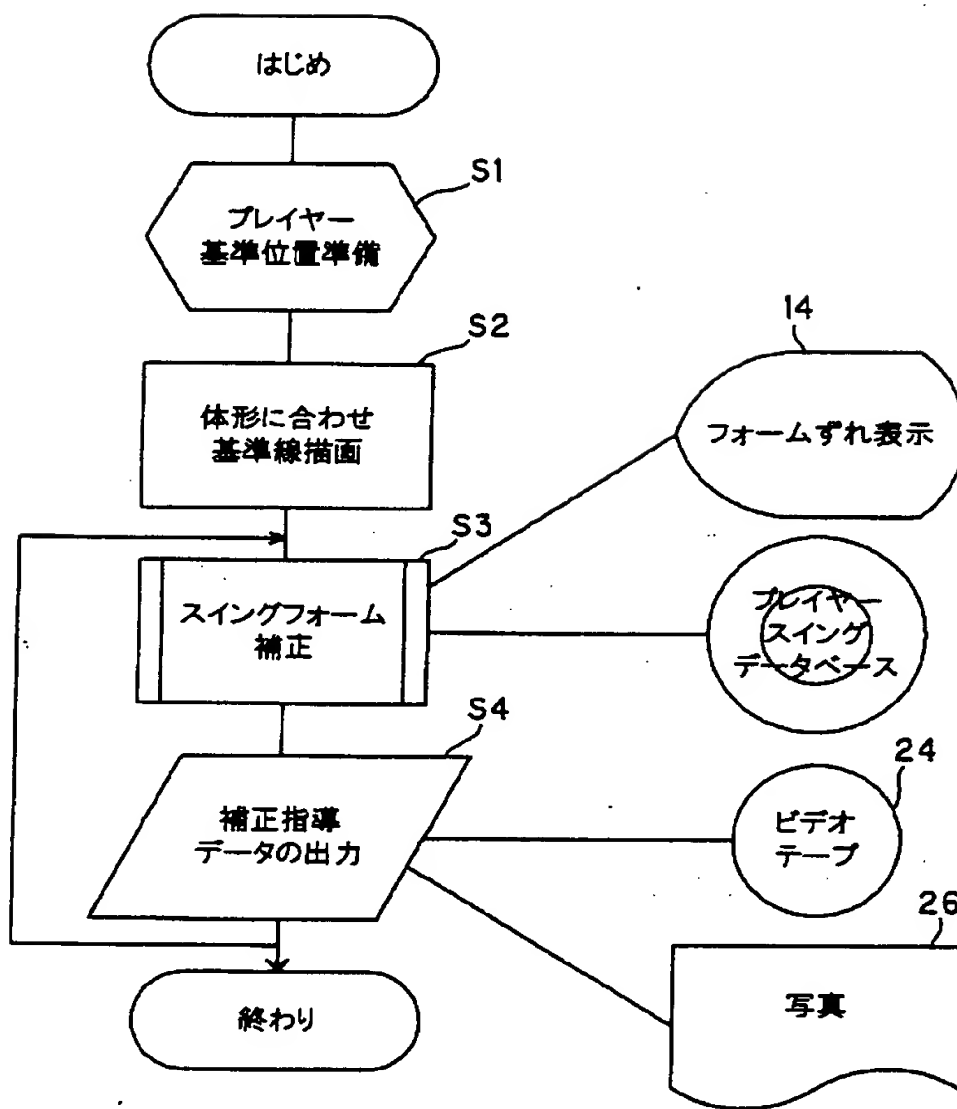 はじめ
S1
プレイヤー
基準位置準備
S2
体形に合わせ
基準線描画
14
フォームずれ表示
S3
スイングフォーム
補正
プレイヤー
スイング
データベース
S4
補正指導
データの出力
24
ビデオ
テープ
26
写真
終わり